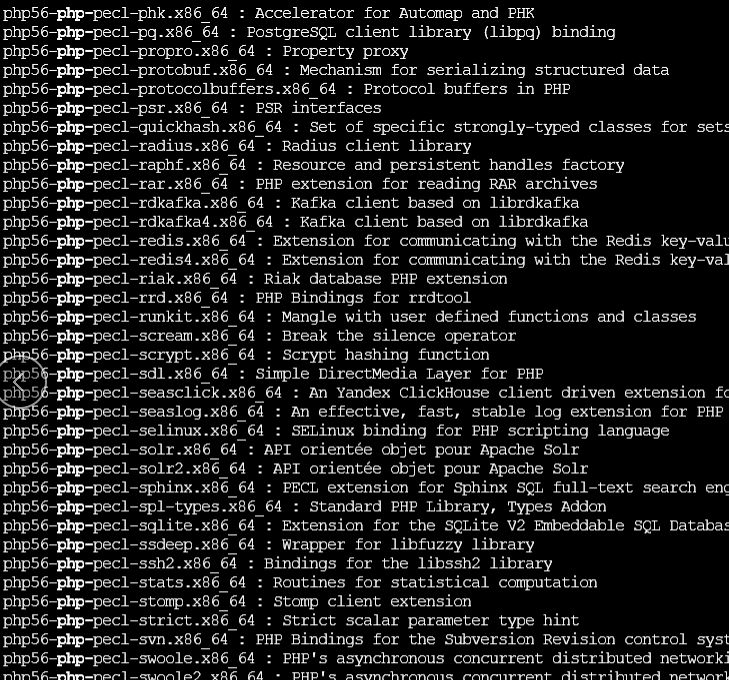 php56-php-pecl-phk.x86_64 : Accelerator for Automap and PHK
php56-php-pecl-pq.x86_64 : PostgreSQL client library (libpq) binding
php56-php-pecl-propro.x86_64 : Property proxy
php56-php-pecl-protobuf.x86_64 : Mechanism for serializing structured data
php56-php-pecl-protocolbuffers.x86_64 : Protocol buffers in PHP
php56-php-pecl-psr.x86_64 : PSR interfaces
php56-php-pecl-quickhash.x86_64 : Set of specific strongly-typed classes for sets
php56-php-pecl-radius.x86_64 : Radius client library
php56-php-pecl-raphf.x86_64 : Resource and persistent handles factory
php56-php-pecl-rar.x86_64 : PHP extension for reading RAR archives
php56-php-pecl-rdkafka.x86_64 : Kafka client based on librdkafka
php56-php-pecl-rdkafka4.x86_64 : Kafka client based on librdkafka
php56-php-pecl-redis.x86_64 : Extension for communicating with the Redis key-valu
php56-php-pecl-redis4.x86_64 : Extension for communicating with the Redis key-val
php56-php-pecl-riak.x86_64 : Riak database PHP extension
php56-php-pecl-rrd.x86_64 : PHP Bindings for rrdtool
php56-php-pecl-runkit.x86_64 : Mangle with user defined functions and classes
php56-php-pecl-scream.x86_64 : Break the silence operator
php56-php-pecl-scrypt.x86_64 : Scrypt hashing function
php56-php-pecl-sdl.x86_64 : Simple DirectMedia Layer for PHP
php56-php-pecl-seasclick.x86_64 : An Yandex ClickHouse client driven extension fo
php56-php-pecl-seaslog.x86_64 : An effective, fast, stable log extension for PHP
php56-php-pecl-selinux.x86_64 : SELinux binding for PHP scripting language
php56-php-pecl-solr.x86_64 : API orientée objet pour Apache Solr
php56-php-pecl-solr2.x86_64 : API orientée objet pour Apache Solr
php56-php-pecl-sphinx.x86_64 : PECL extension for Sphinx SQL full-text search eng
php56-php-pecl-spl-types.x86_64 : Standard PHP Library, Types Addon
php56-php-pecl-sqlite.x86_64 : Extension for the SQLite V2 Embeddable SQL Databas
php56-php-pecl-ssdeep.x86_64 : Wrapper for libfuzzy library
php56-php-pecl-ssh2.x86_64 : Bindings for the libssh2 library
php56-php-pecl-stats.x86_64 : Routines for statistical computation
php56-php-pecl-stomp.x86_64 : Stomp client extension
php56-php-pecl-strict.x86_64 : Strict scalar parameter type hint
php56-php-pecl-svn.x86_64 : PHP Bindings for the Subversion Revision control syst
php56-php-pecl-swoole.x86_64 : PHP's asynchronous concurrent distributed networki
php56-php-pecl-swoole2.x86_64 : PHP's asynchronous concurrent distributed network